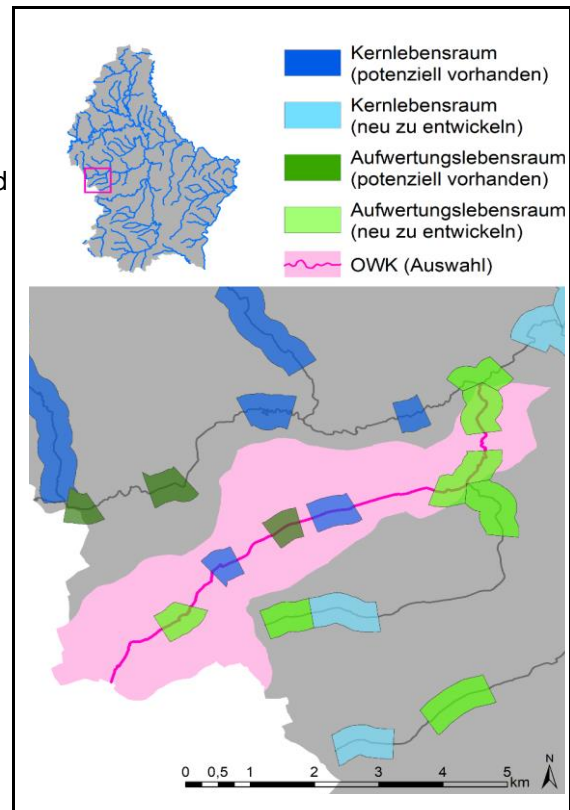 Kernlebensraum
(potenziell vorhanden)
Kernlebensraum
(neu zu entwickeln)
Aufwertungslebensraum
(potenziell vorhanden)
Aufwertungslebensraum
(neu zu entwickeln)
OWK (Auswahl)
d
0 0,5 1 2 3 4 5
km
N